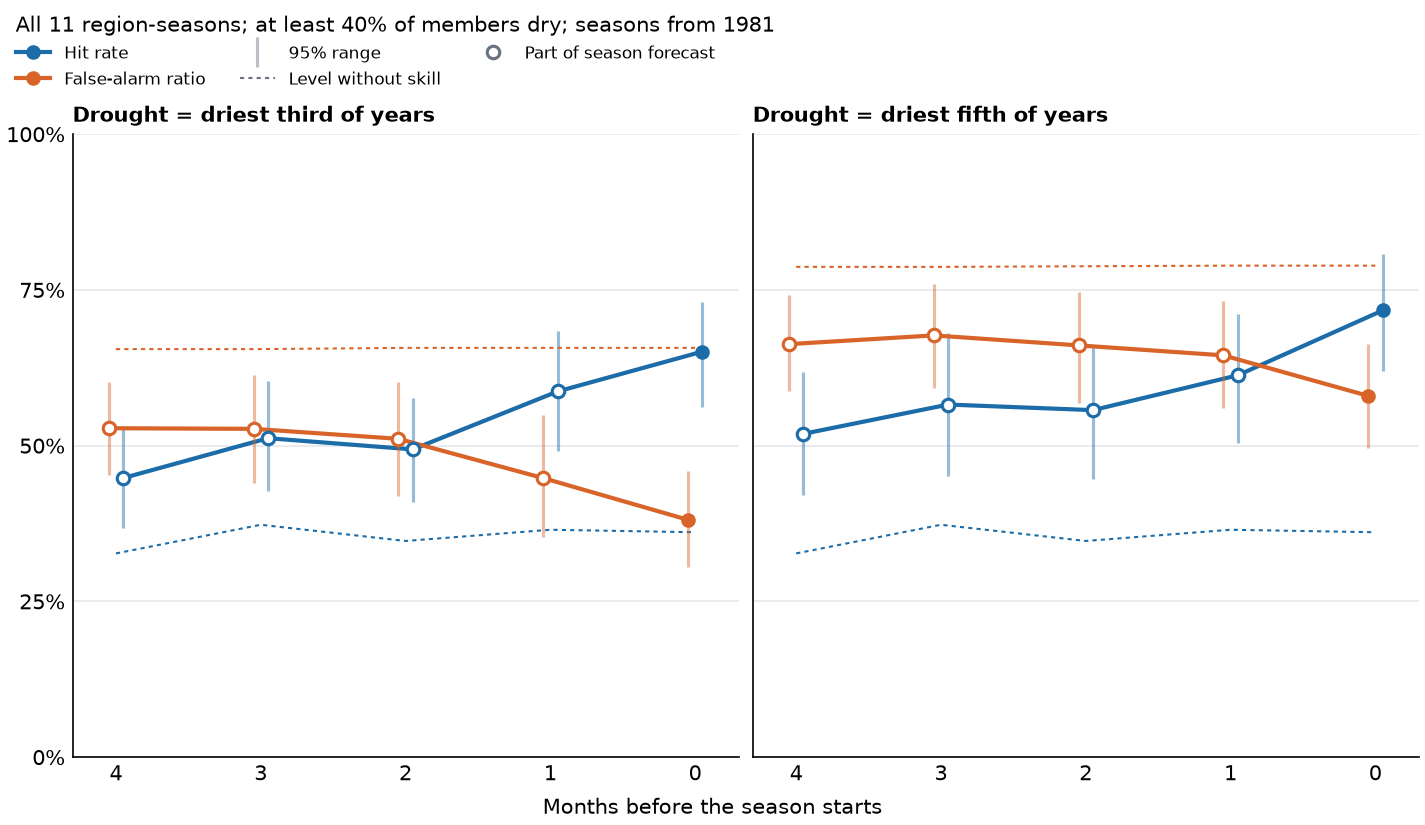 All 11 region-seasons; at least 40% of members dry; seasons from 1981
Hit rate
95% range
Part of season forecast
False-alarm ratio
Level without skill
Drought = driest third of years
Drought = driest fifth of years
100%
75%
50%
25%
0%
4 3 2 1 0
4 3 2 1 0
Months before the season starts